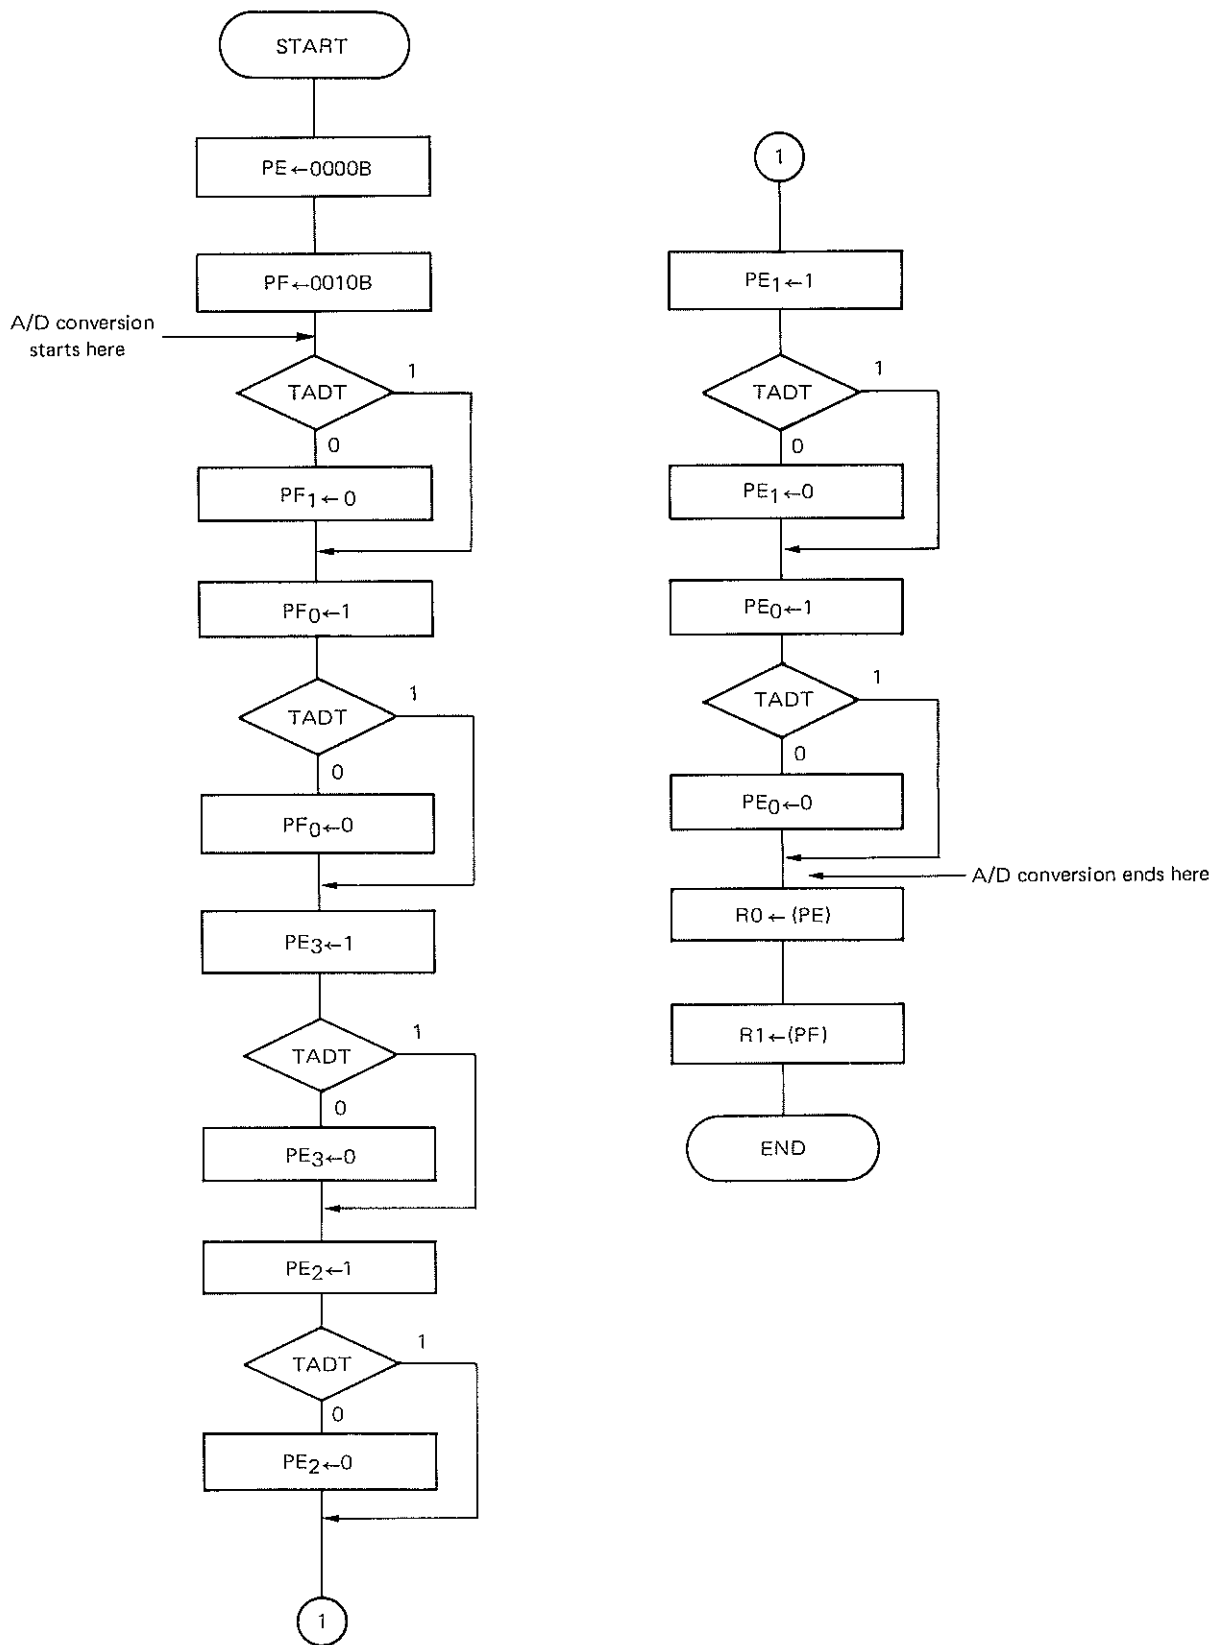 START
PE←0000B
PF←0010B
A/D conversion
starts here
TADT
1
0
PF1←0
PF0←1
TADT
1
0
PF0←0
PE3←1
TADT
1
0
PE3←0
PE2←1
TADT
1
0
PE2←0
1
1
PE1←1
TADT
1
0
PE1←0
PE0←1
TADT
1
0
PE0←0
A/D conversion ends here
R0←(PE)
R1←(PF)
END